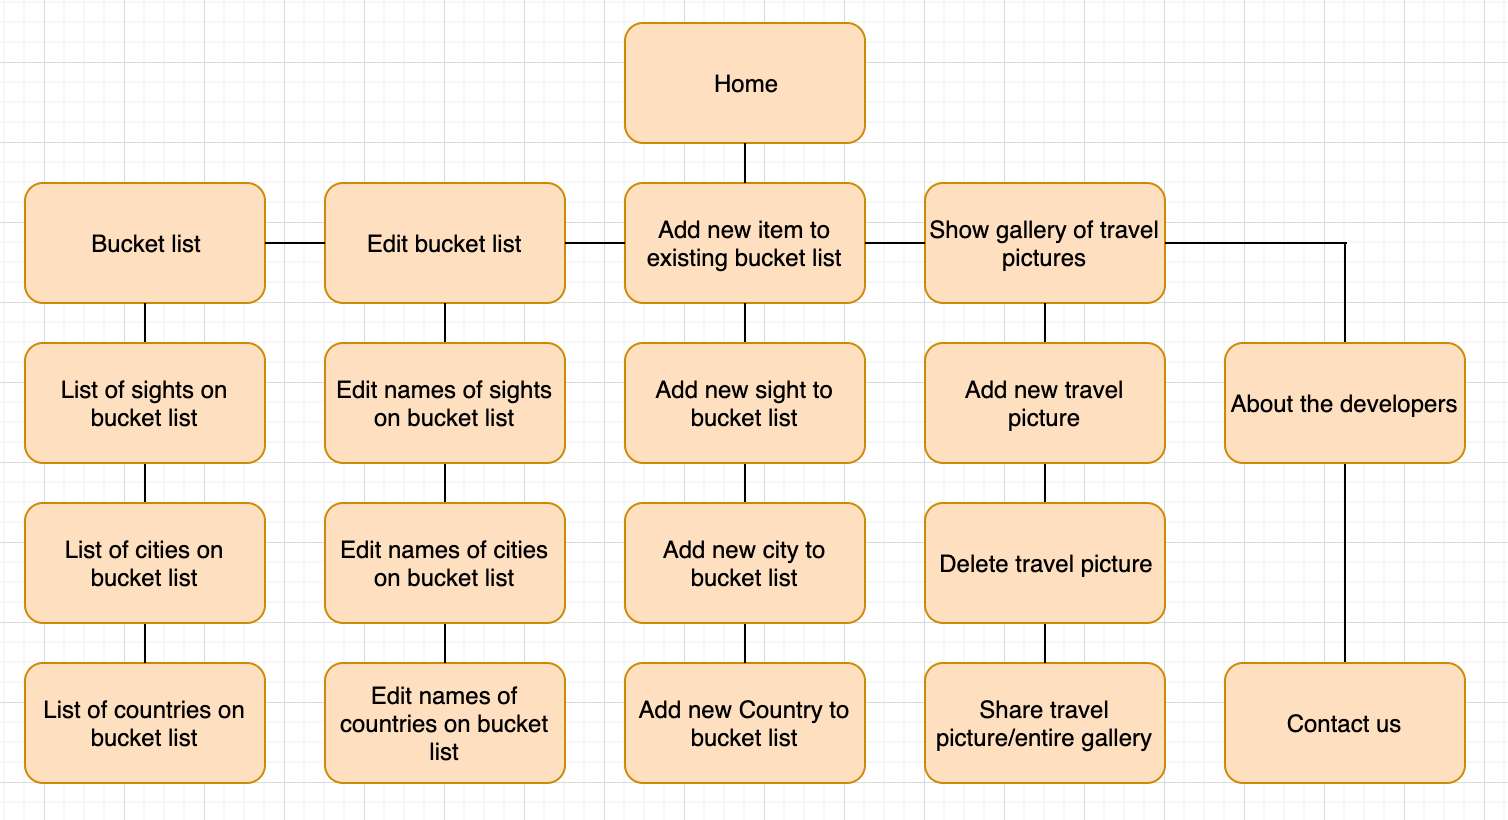 Home
Bucket list
Edit bucket list
Add new item to
existing bucket list
Show gallery of travel
pictures
List of sights on
bucket list
Edit names of sights
on bucket list
Add new sight to
bucket list
Add new travel
picture
About the developers
List of cities on
bucket list
Edit names of cities
on bucket list
Add new city to
bucket list
Delete travel picture
List of countries on
bucket list
Edit names of
countries on bucket
list
Add new Country to
bucket list
Share travel
picture/entire gallery
Contact us